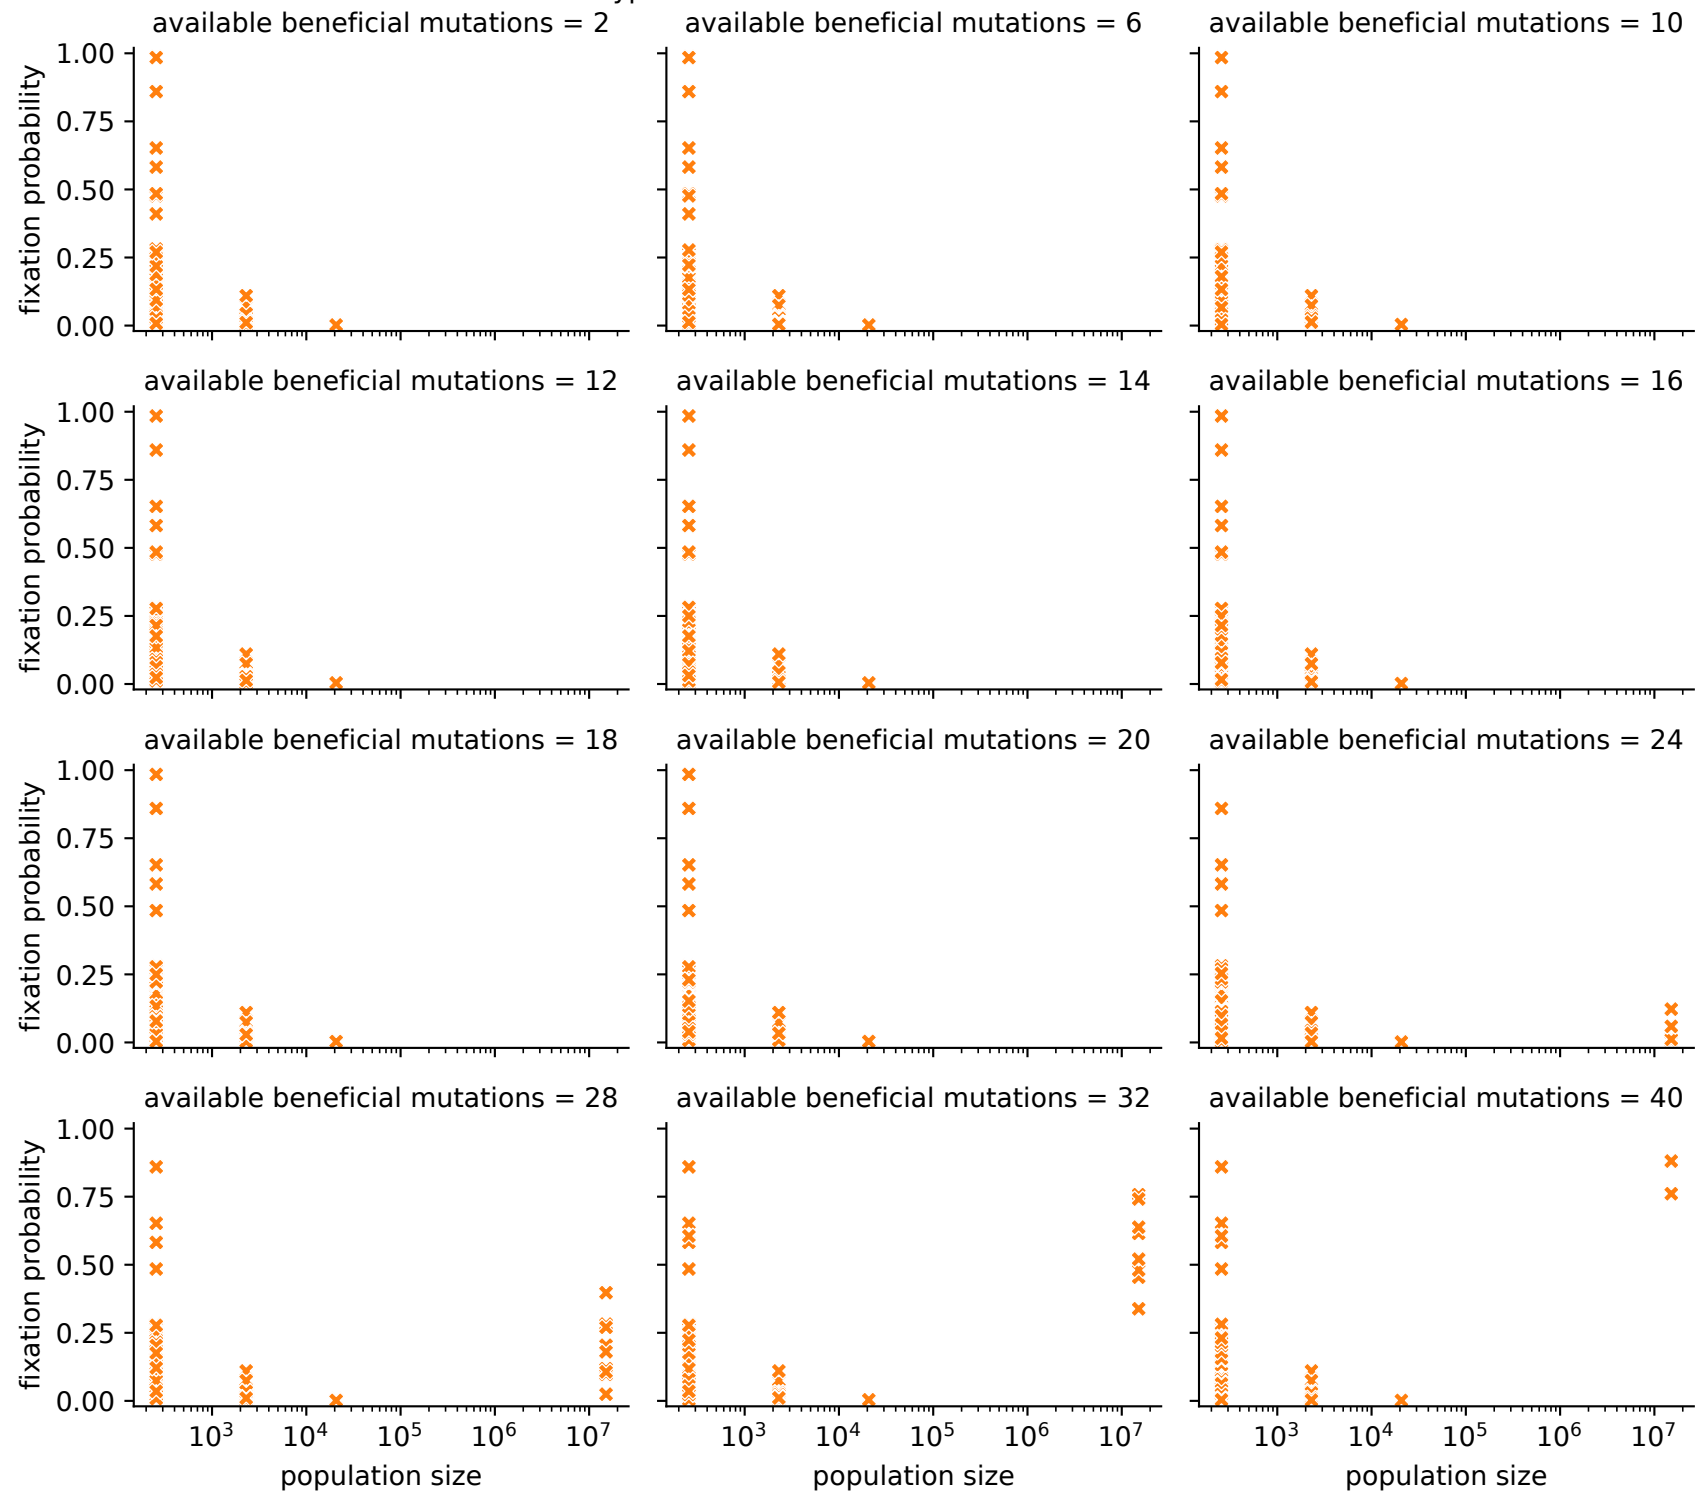 available beneficial mutations = 2
available beneficial mutations = 6
available beneficial mutations = 10
1.00
0.75
0.50
0.25
0.00
fixation probability
available beneficial mutations = 12
available beneficial mutations = 14
available beneficial mutations = 16
1.00
0.75
0.50
0.25
0.00
fixation probability
available beneficial mutations = 18
available beneficial mutations = 20
available beneficial mutations = 24
1.00
0.75
0.50
0.25
0.00
fixation probability
available beneficial mutations = 28
available beneficial mutations = 32
available beneficial mutations = 40
1.00
0.75
0.50
0.25
0.00
fixation probability
10³ 10⁴ 10⁵ 10⁶ 10⁷
10³ 10⁴ 10⁵ 10⁶ 10⁷
10³ 10⁴ 10⁵ 10⁶ 10⁷
population size
population size
population size